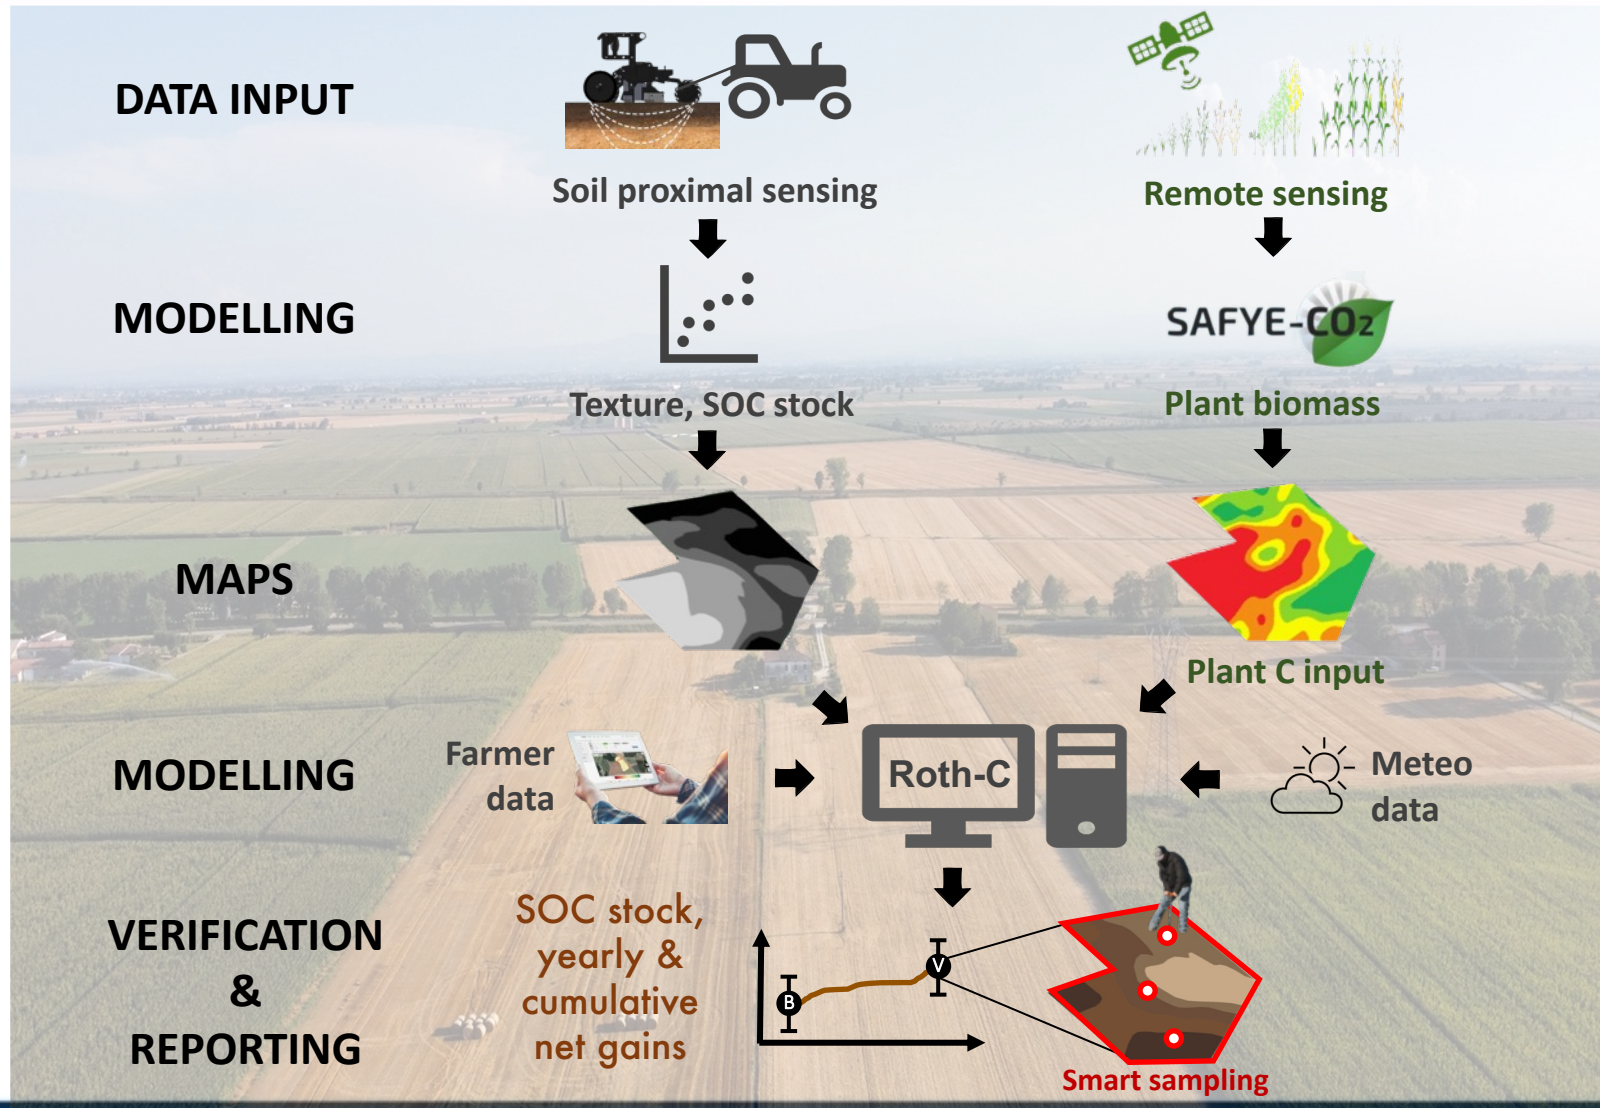 DATA INPUT
Soil proximal sensing
Remote sensing
MODELLING
SAFYE-CO₂
Texture, SOC stock
Plant biomass
MAPS
Plant C input
MODELLING
Farmer
data
Roth-C
Meteo
data
VERIFICATION
&
REPORTING
SOC stock,
yearly &
cumulative
net gains
B
V
Smart sampling